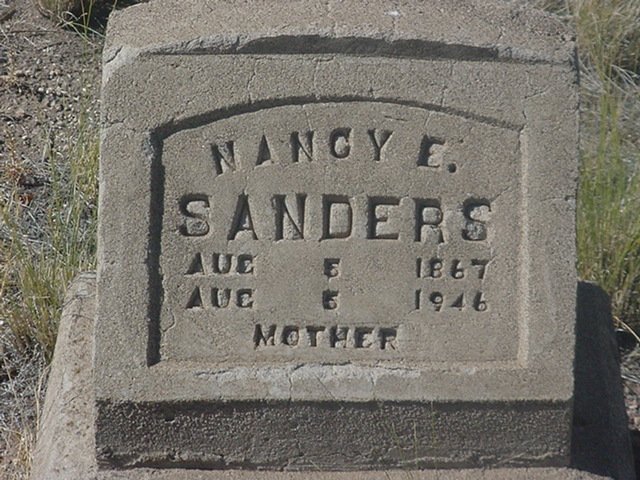 NANCY E.
SANDERS
AUG 5 1867
AUG 5 1946
MOTHER